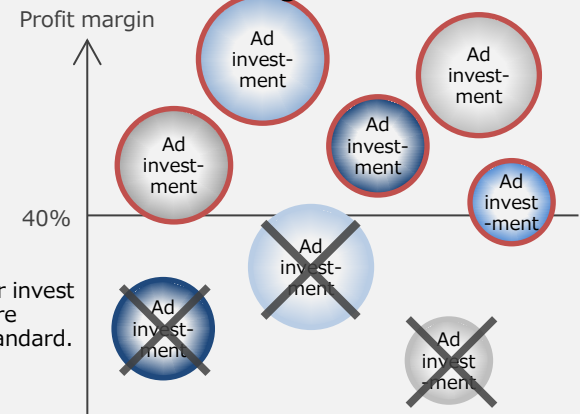 Profit margin
Ad
invest-
ment
Ad
invest-
ment
Ad
invest-
ment
Ad
invest-
ment
Ad
invest
-ment
40%
Ad
invest-
ment
r invest
re
andard.
Ad
invest-
ment
Ad
invest
-ment